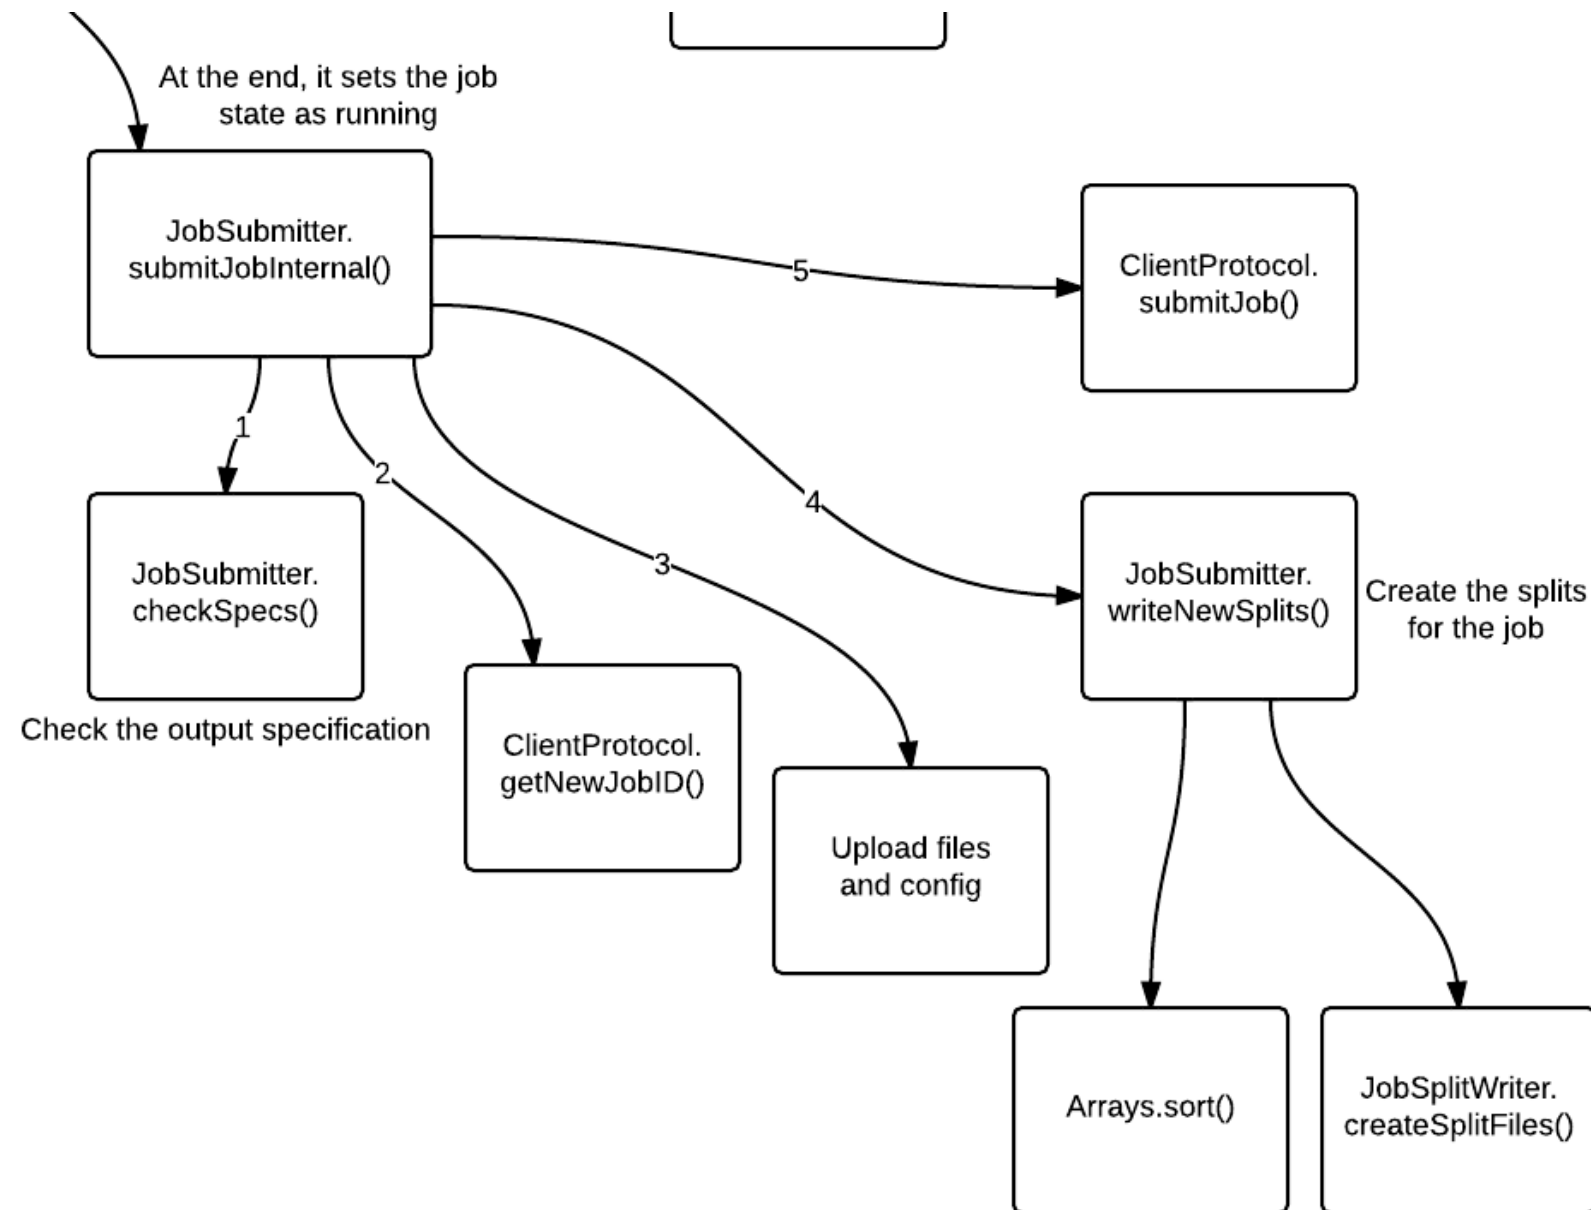 At the end, it sets the job
state as running
JobSubmitter.
submitJobInternal()
5
ClientProtocol.
submitJob()
1
2
4
3
JobSubmitter.
checkSpecs()
JobSubmitter.
writeNewSplits()
Create the splits
for the job
Check the output specification
ClientProtocol.
getNewJobID()
Upload files
and config
Arrays.sort()
JobSplitWriter.
createSplitFiles()